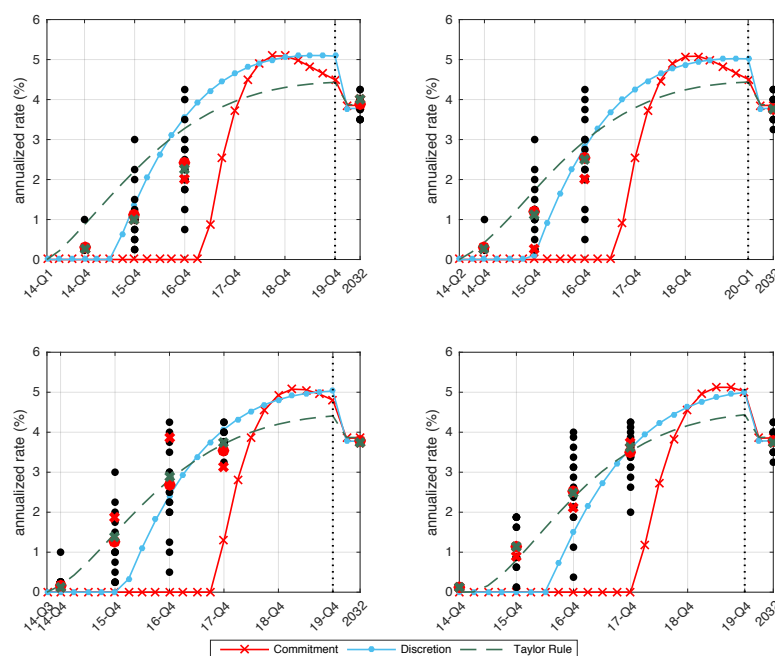 annualized rate (%)
6
5
4
3
2
1
0
14-Q1
14-Q4
15-Q4
16-Q4
17-Q4
18-Q4
19-Q4
2032
annualized rate (%)
6
5
4
3
2
1
0
14-Q2
14-Q4
15-Q4
16-Q4
17-Q4
18-Q4
20-Q1
2032
annualized rate (%)
6
5
4
3
2
1
0
14-Q3
14-Q4
15-Q4
16-Q4
17-Q4
19-Q4
2032
annualized rate (%)
6
5
4
3
2
1
0
14-Q4
15-Q4
16-Q4
17-Q4
18-Q4
19-Q4
2032
Commitment Discretion Taylor Rule